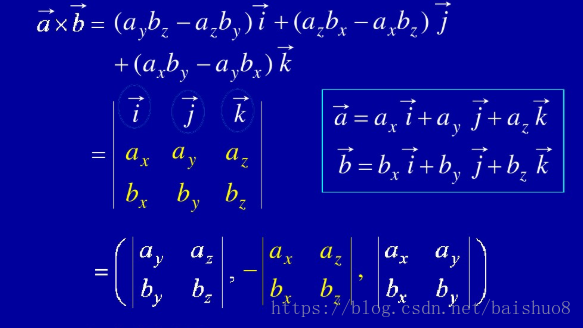 $\vec{a}\times\vec{b} = (a_y b_z - a_z b_y)\vec{i} + (a_z b_x - a_x b_z)\vec{j}$
$+ (a_x b_y - a_y b_x)\vec{k}$
$= \begin{vmatrix} \vec{i} & \vec{j} & \vec{k} \\ a_x & a_y & a_z \\ b_x & b_y & b_z \end{vmatrix}$
$\vec{a} = a_x\vec{i} + a_y\vec{j} + a_z\vec{k}$
$\vec{b} = b_x\vec{i} + b_y\vec{j} + b_z\vec{k}$
$= \left( \begin{vmatrix} a_y & a_z \\ b_y & b_z \end{vmatrix}, -\begin{vmatrix} a_x & a_z \\ b_x & b_z \end{vmatrix}, \begin{vmatrix} a_x & a_y \\ b_x & b_y \end{vmatrix} \right)$
https://blog.csdn.net/baishuo8